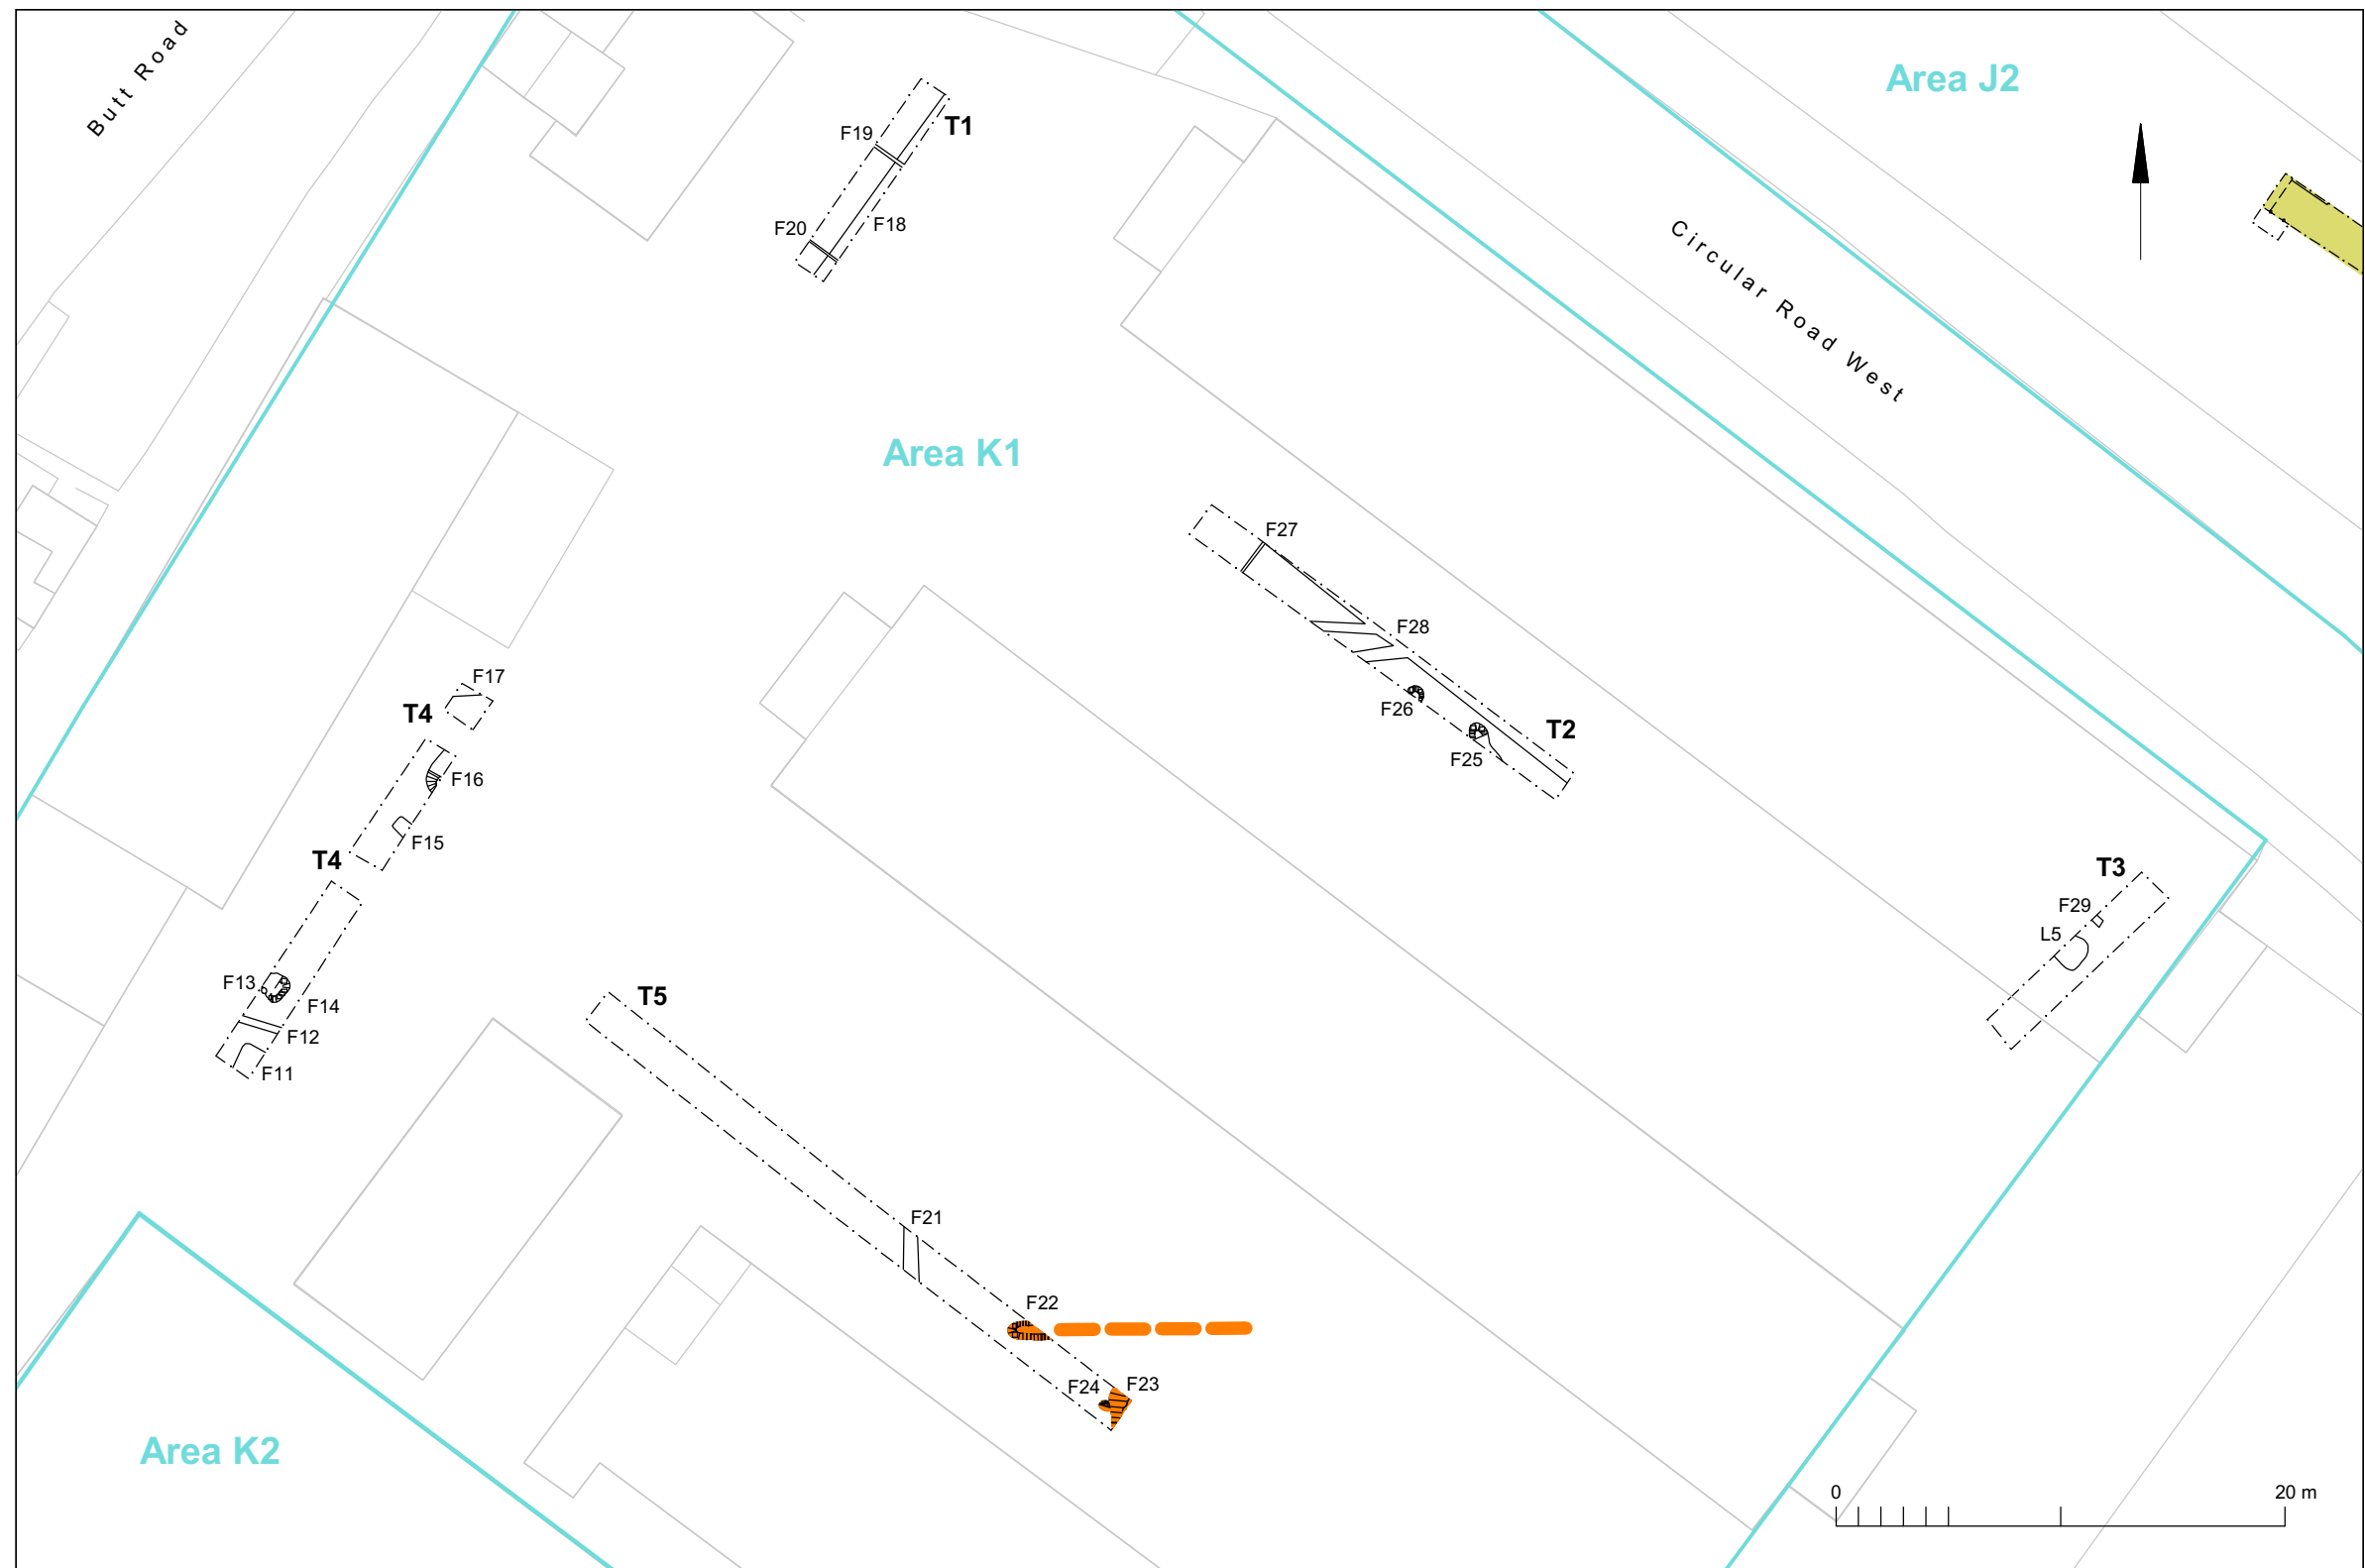 Butt Road
Area J2
F19
T1
F20
F18
Circular Road West
Area K1
F27
F28
F26
F25
T2
F17
T4
F16
F15
T4
F13
F14
F12
F11
T3
F29
L5
T5
F21
F22
F24
F23
Area K2
0
20 m